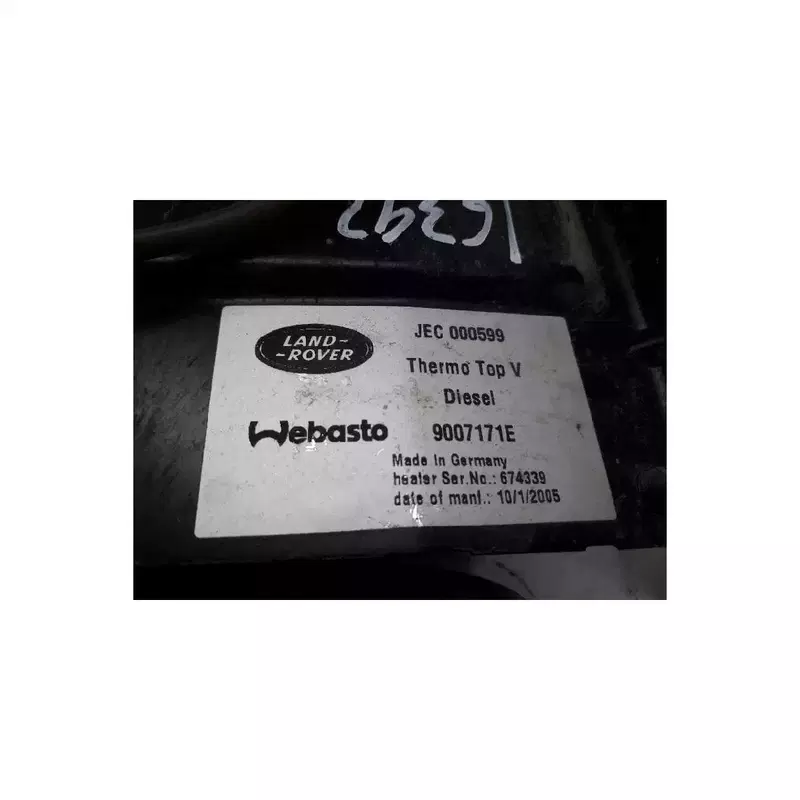 16392
LAND-
-ROVER
JEC 000599
Thermo Top V
Diesel
Webasto
9007171E
Made In Germany
heater Ser.No.: 674339
date of manf.: 10/1/2005